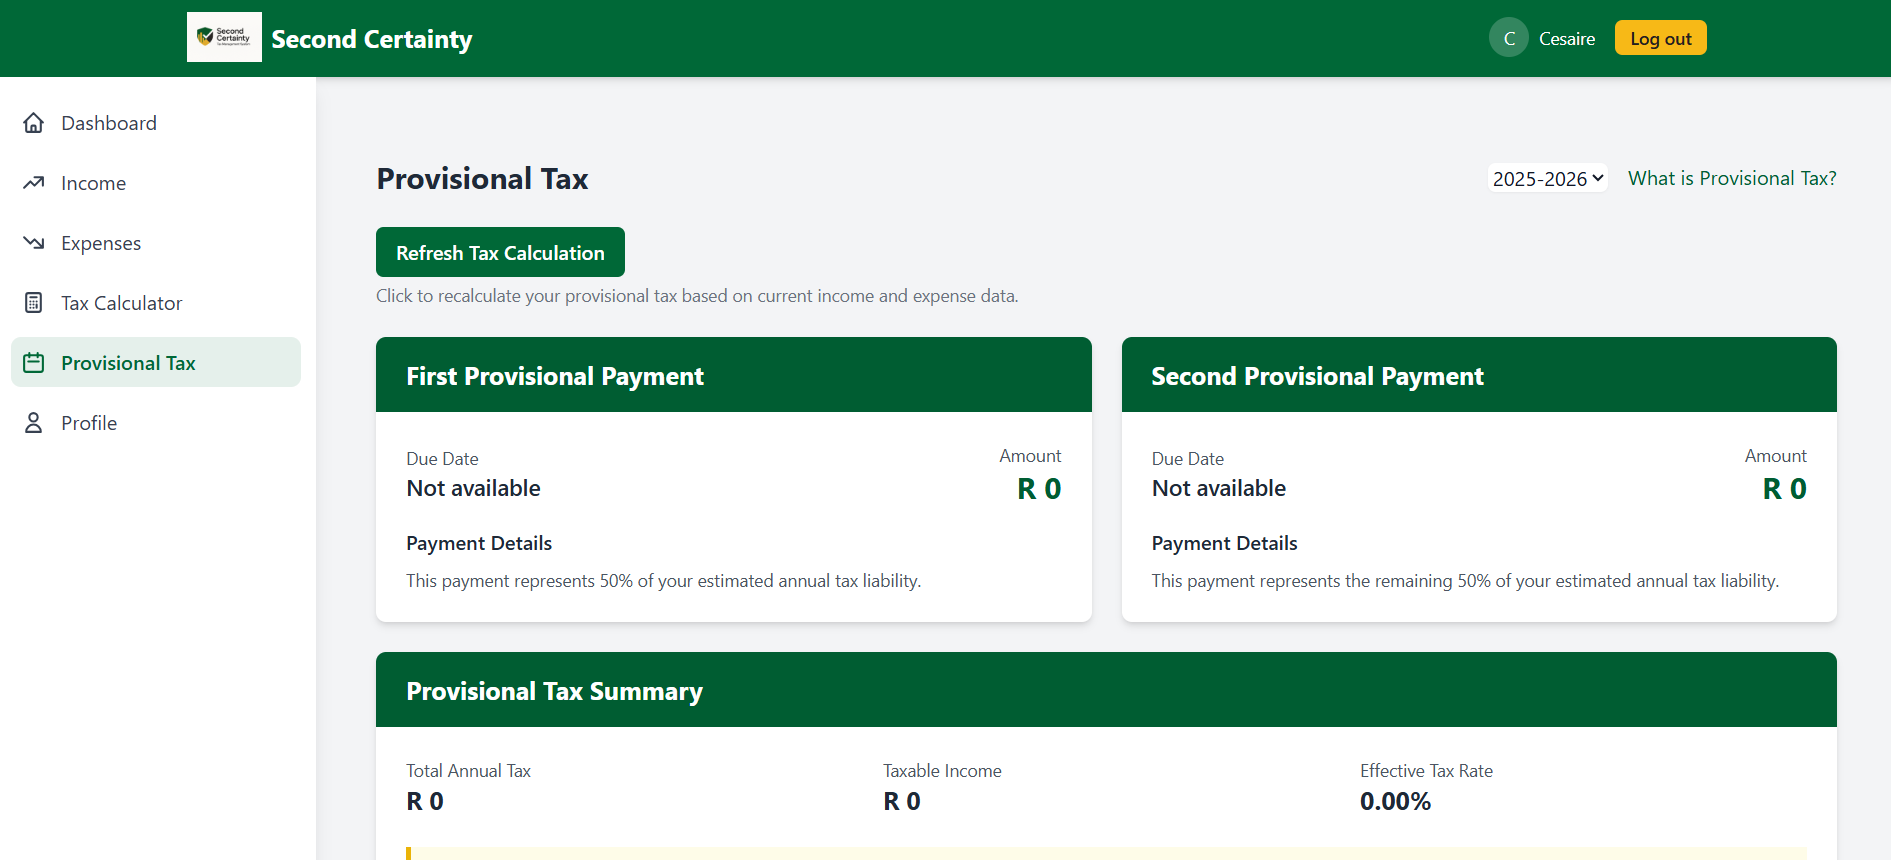 Second
Certainty
Tax Management System
Second Certainty
C
Cesaire
Log out
Dashboard
Income
Expenses
Tax Calculator
Provisional Tax
Profile
Provisional Tax
2025-2026
What is Provisional Tax?
Refresh Tax Calculation
Click to recalculate your provisional tax based on current income and expense data.
First Provisional Payment
Due Date
Not available
Amount
R 0
Payment Details
This payment represents 50% of your estimated annual tax liability.
Second Provisional Payment
Due Date
Not available
Amount
R 0
Payment Details
This payment represents the remaining 50% of your estimated annual tax liability.
Provisional Tax Summary
Total Annual Tax
R 0
Taxable Income
R 0
Effective Tax Rate
0.00%